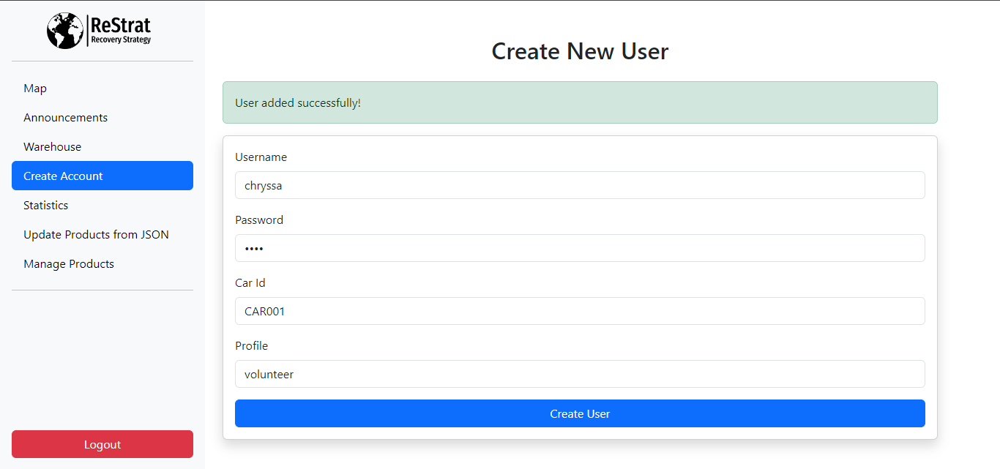 ReStrat
Recovery Strategy
Map
Announcements
Warehouse
Create Account
Statistics
Update Products from JSON
Manage Products
Logout
Create New User
User added successfully!
Username
chryssa
Password
••••
Car Id
CAR001
Profile
volunteer
Create User